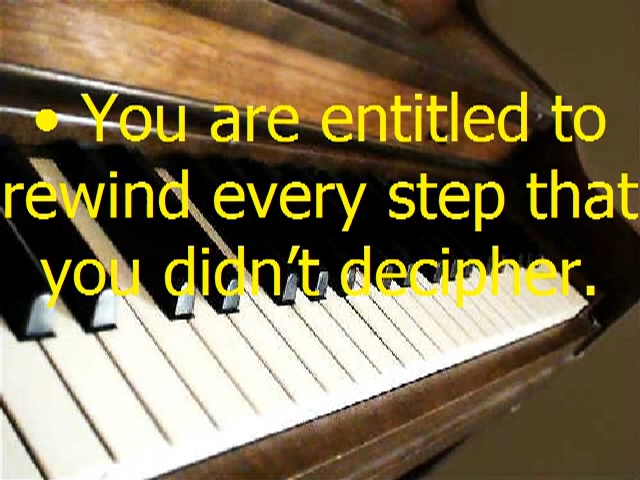 • You are entitled to
rewind every step that
you didn’t decipher.